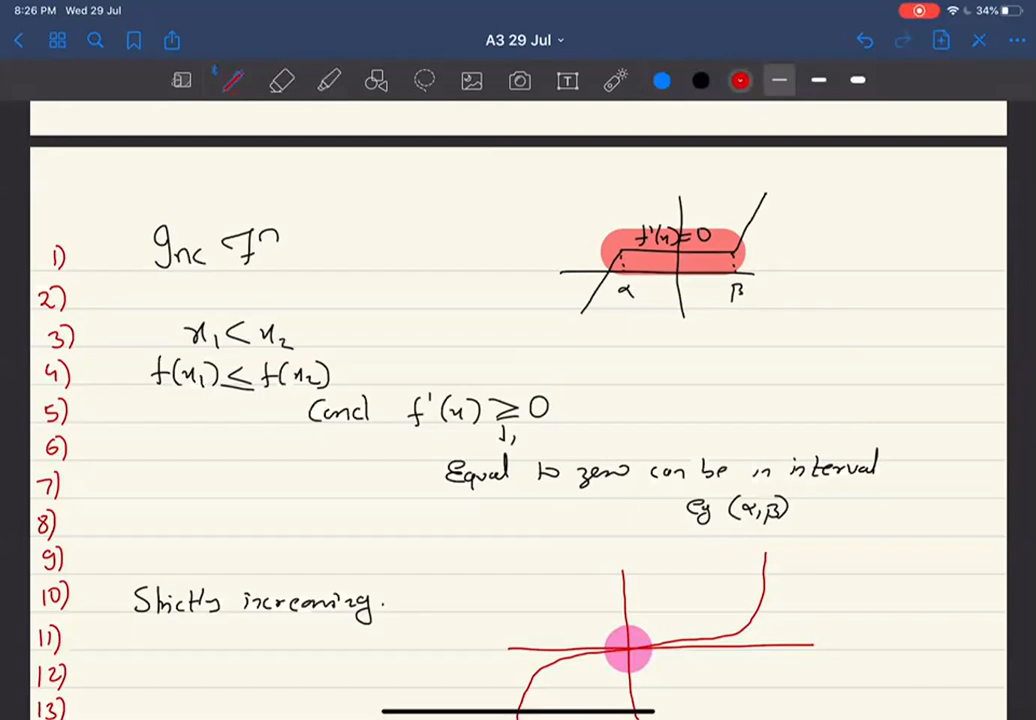 8:26 PM Wed 29 Jul
34%
A3 29 Jul
T
Inc Fn
f'(x)=0
α β
1)
2)
3)
4)
5)
6)
7)
8)
9)
10)
11)
12)
13)
x₁ < x₂
f(x₁) ≤ f(x₂)
Concl f'(x) ≥ 0
Equal to zero can be in interval
eg (α, β)
Strictly increasing.